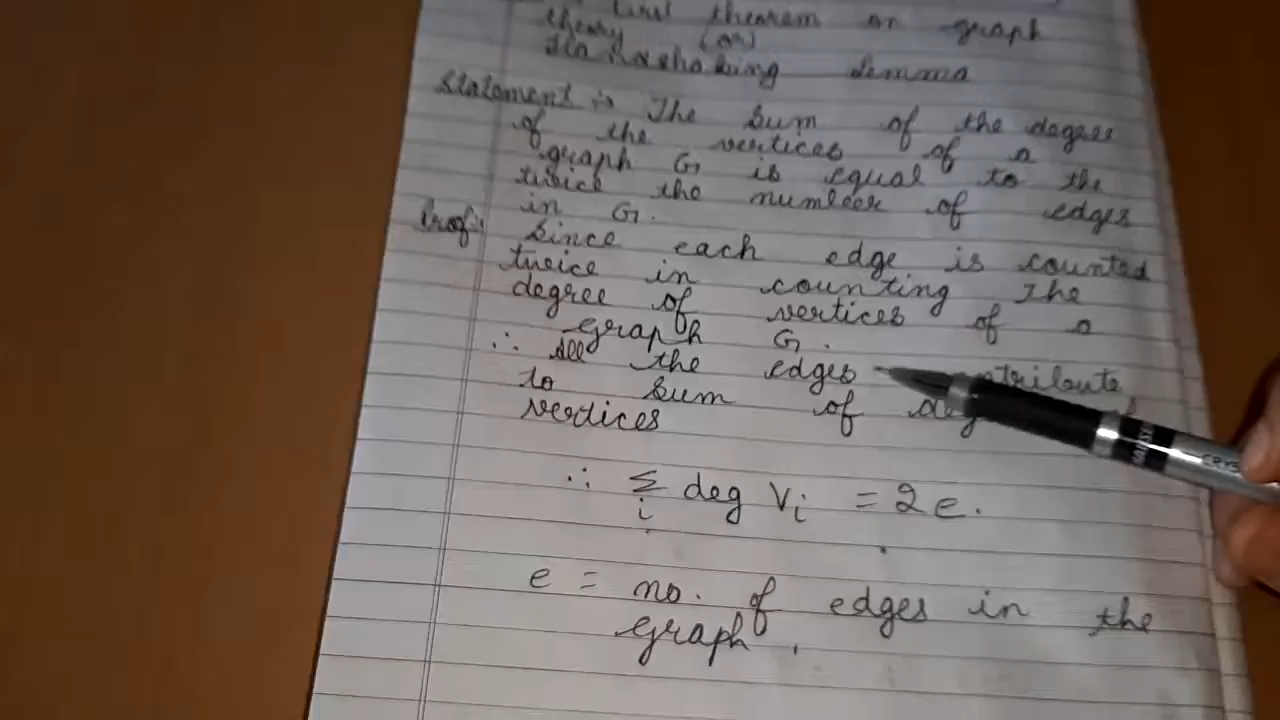 theorem on graph
theory (or)
Handshaking Lemma
Statement :- The sum of the degree
of the vertices of a
graph G is equal to the
twice the number of edges
in G.
Proof: Since each edge is counted
twice in counting the
degree of vertices of a
graph G.
∴ All the edges
to sum of
vertices
∴ Σ deg Vi = 2e.
i
e = no. of edges in the
graph.